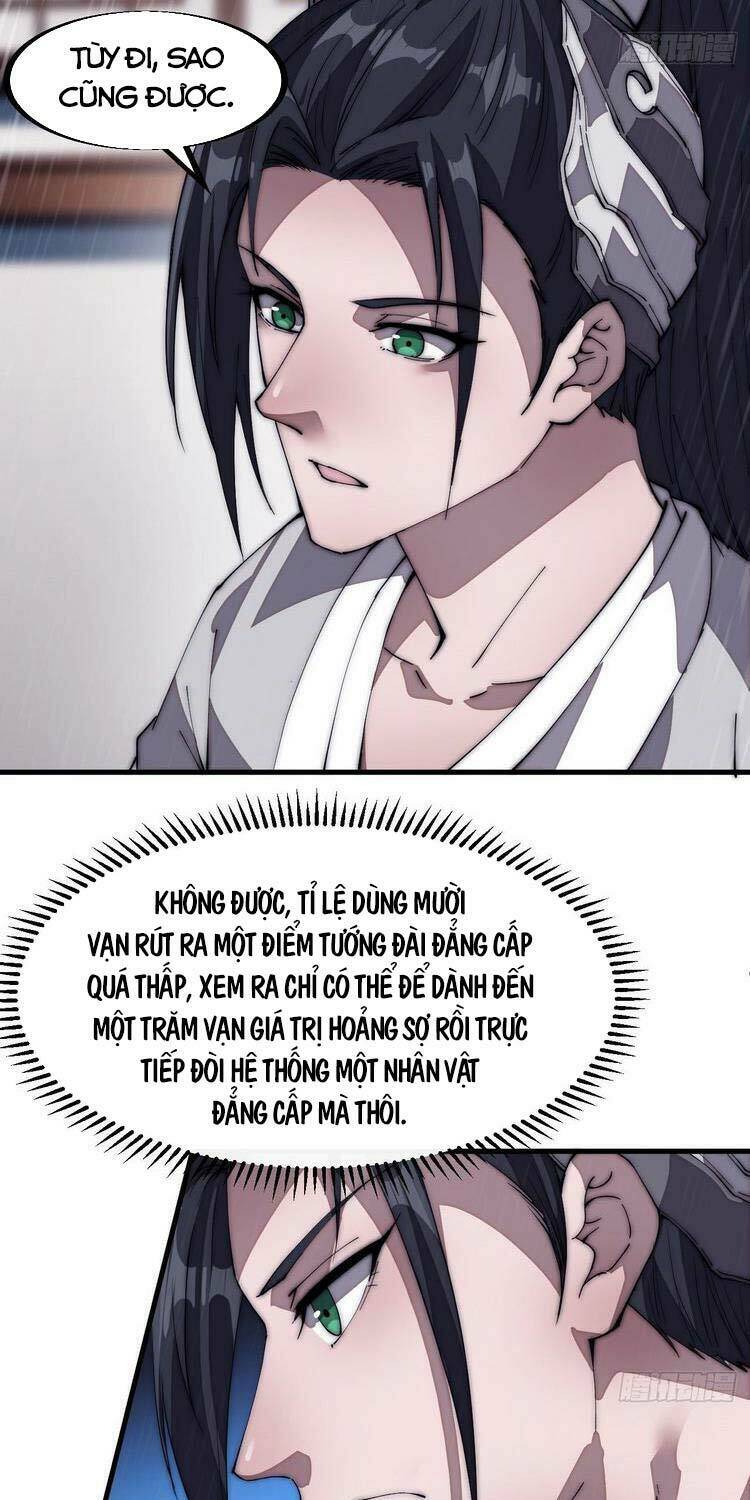 TÙY ĐI, SAO
CŨNG ĐƯỢC.
KHÔNG ĐƯỢC, TỈ LỆ DÙNG MƯỜI
VẠN RÚT RA MỘT ĐIỂM TƯỚNG ĐÀI ĐẲNG CẤP
QUÁ THẤP, XEM RA CHỈ CÓ THỂ ĐỂ DÀNH ĐẾN
MỘT TRĂM VẠN GIÁ TRỊ HOẢNG SỢ RỒI TRỰC
TIẾP ĐÒI HỆ THỐNG MỘT NHÂN VẬT
ĐẲNG CẤP MÀ THÔI.